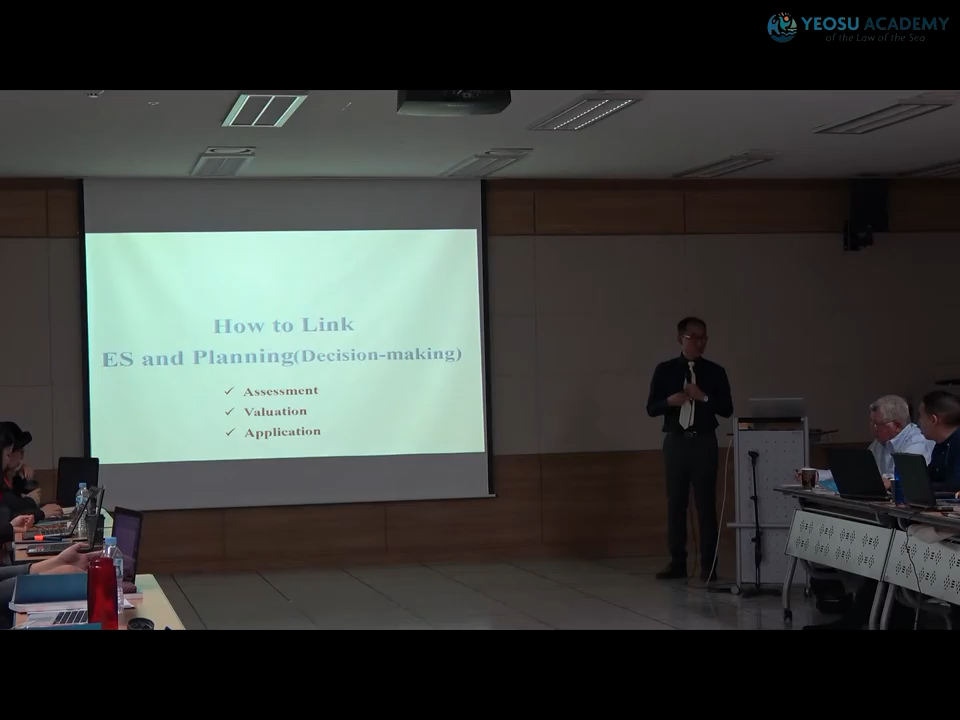 YEOSU ACADEMY
of the Law of the Sea
How to Link
ES and Planning(Decision-making)
✓ Assessment
✓ Valuation
✓ Application